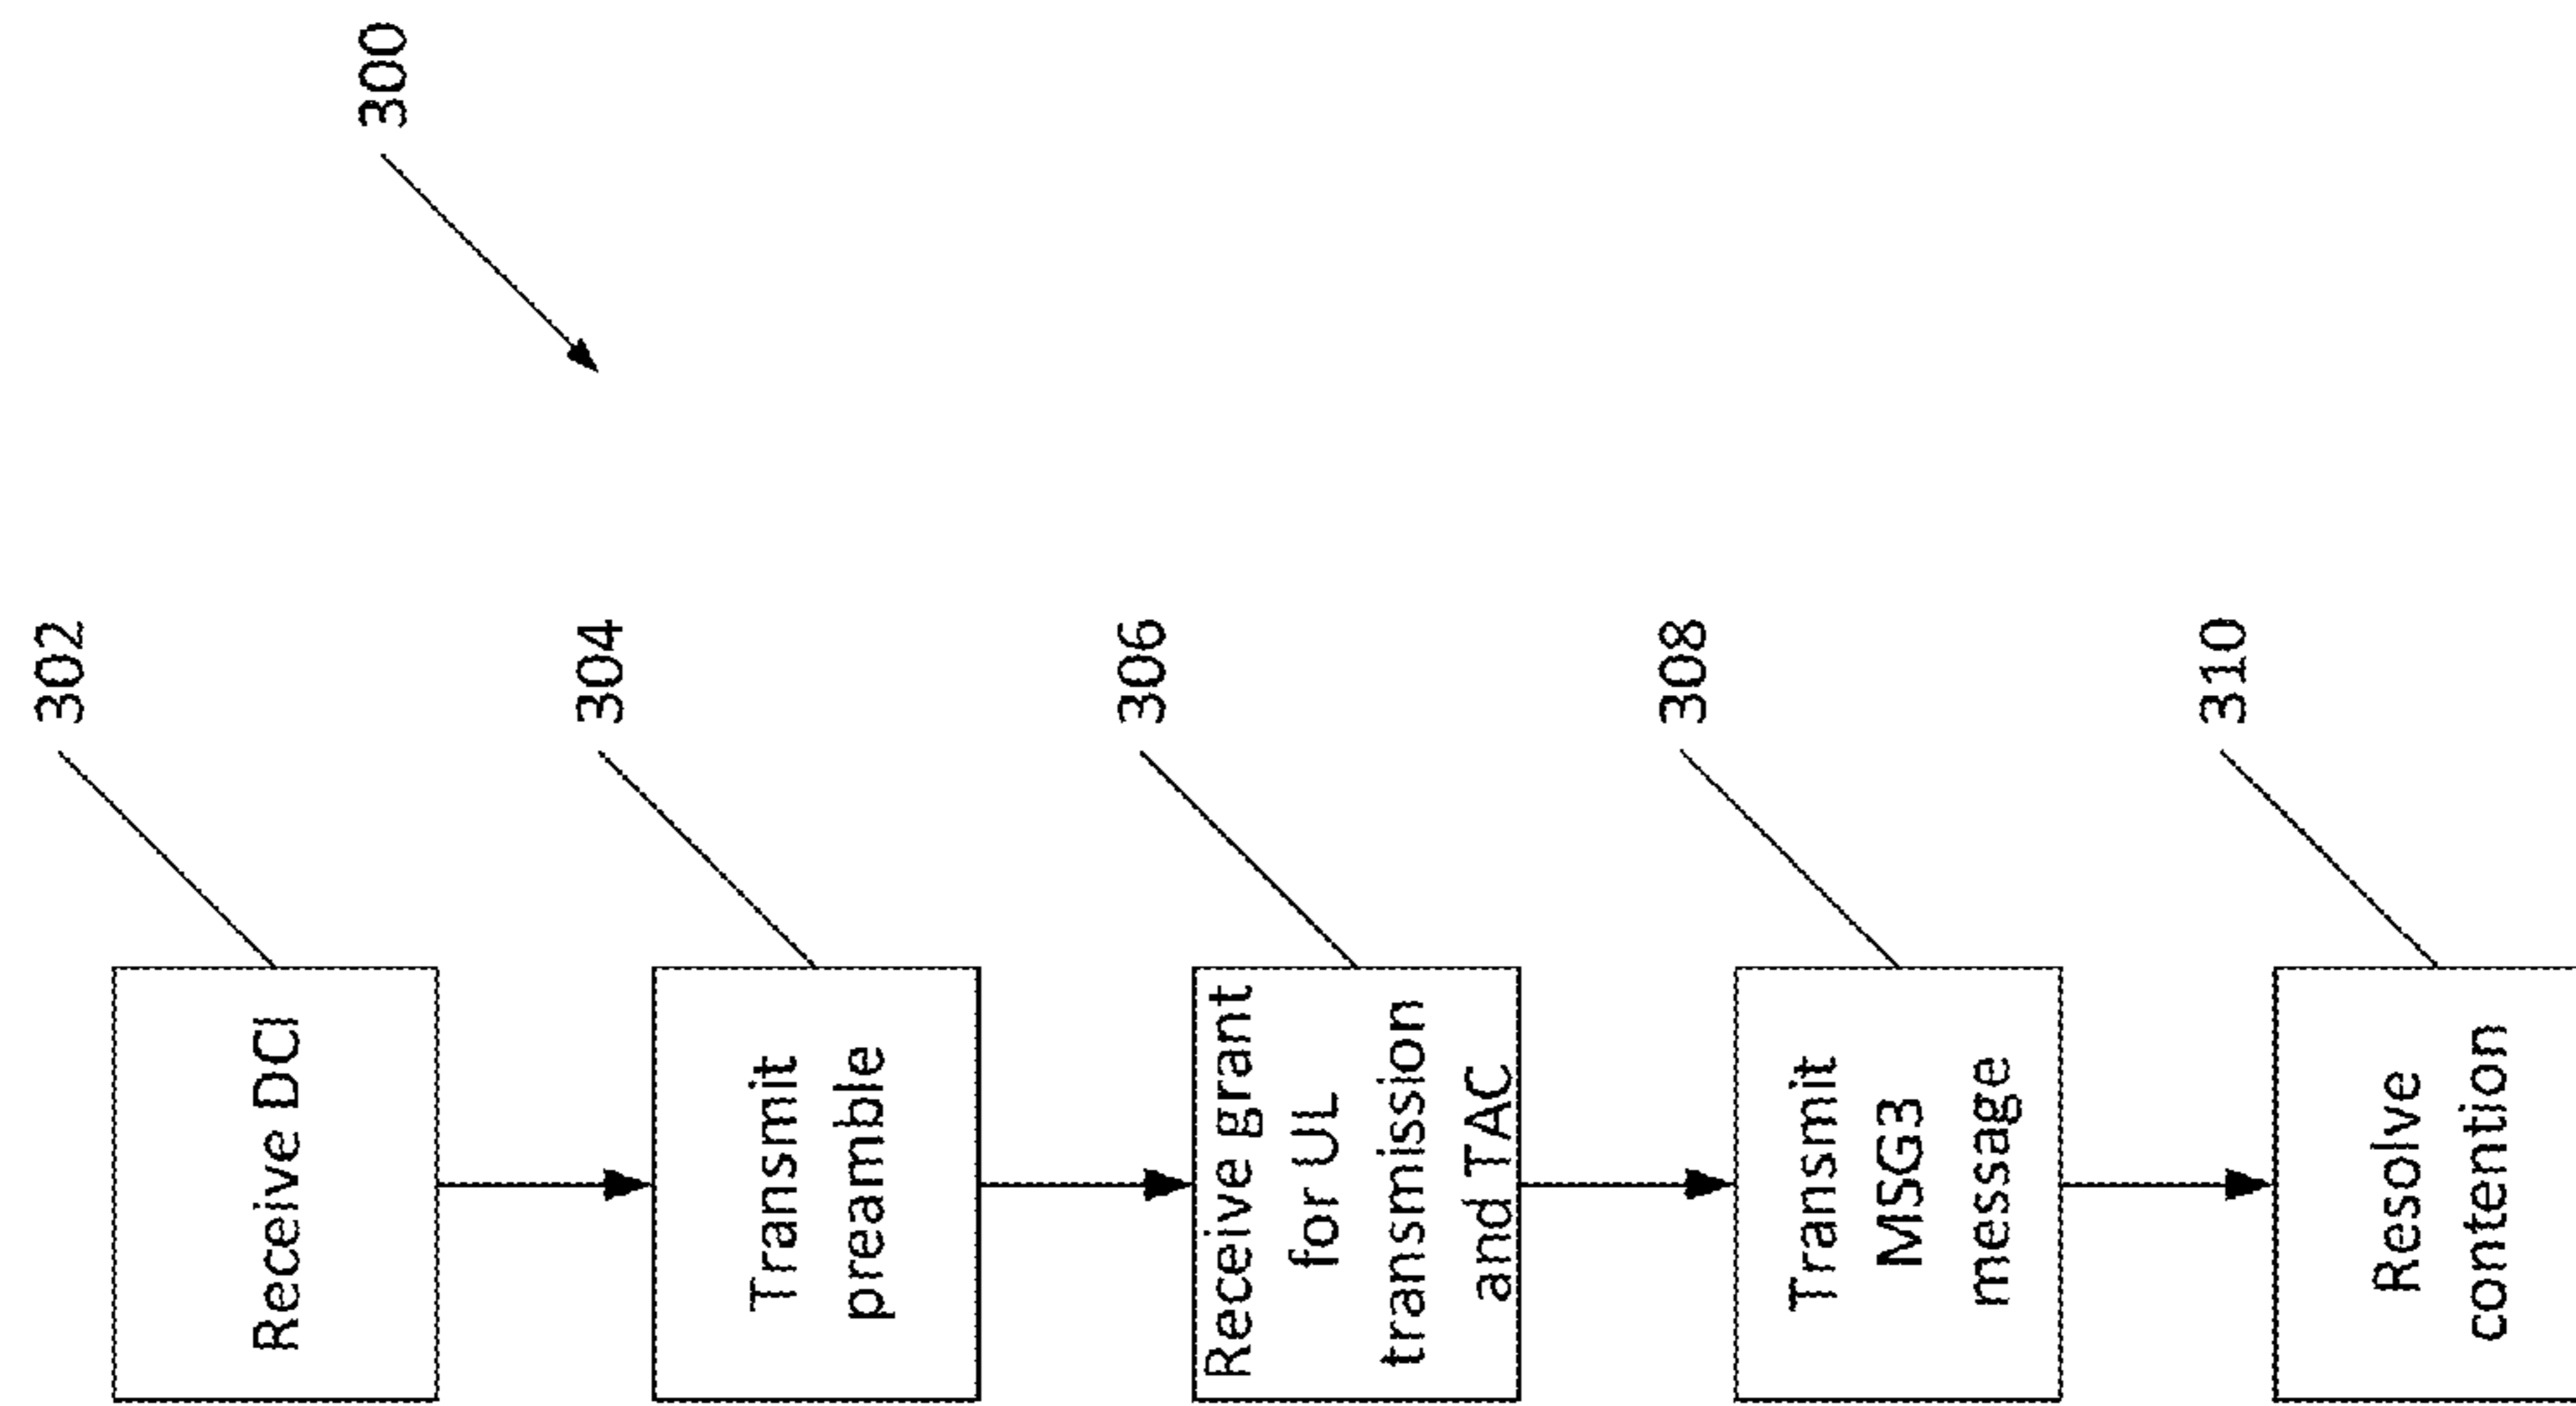 300
302
Receive DCI
304
Transmit
preamble
306
Receive grant
for UL
transmission
and TAC
308
Transmit
MSG3
message
310
Resolve
contention